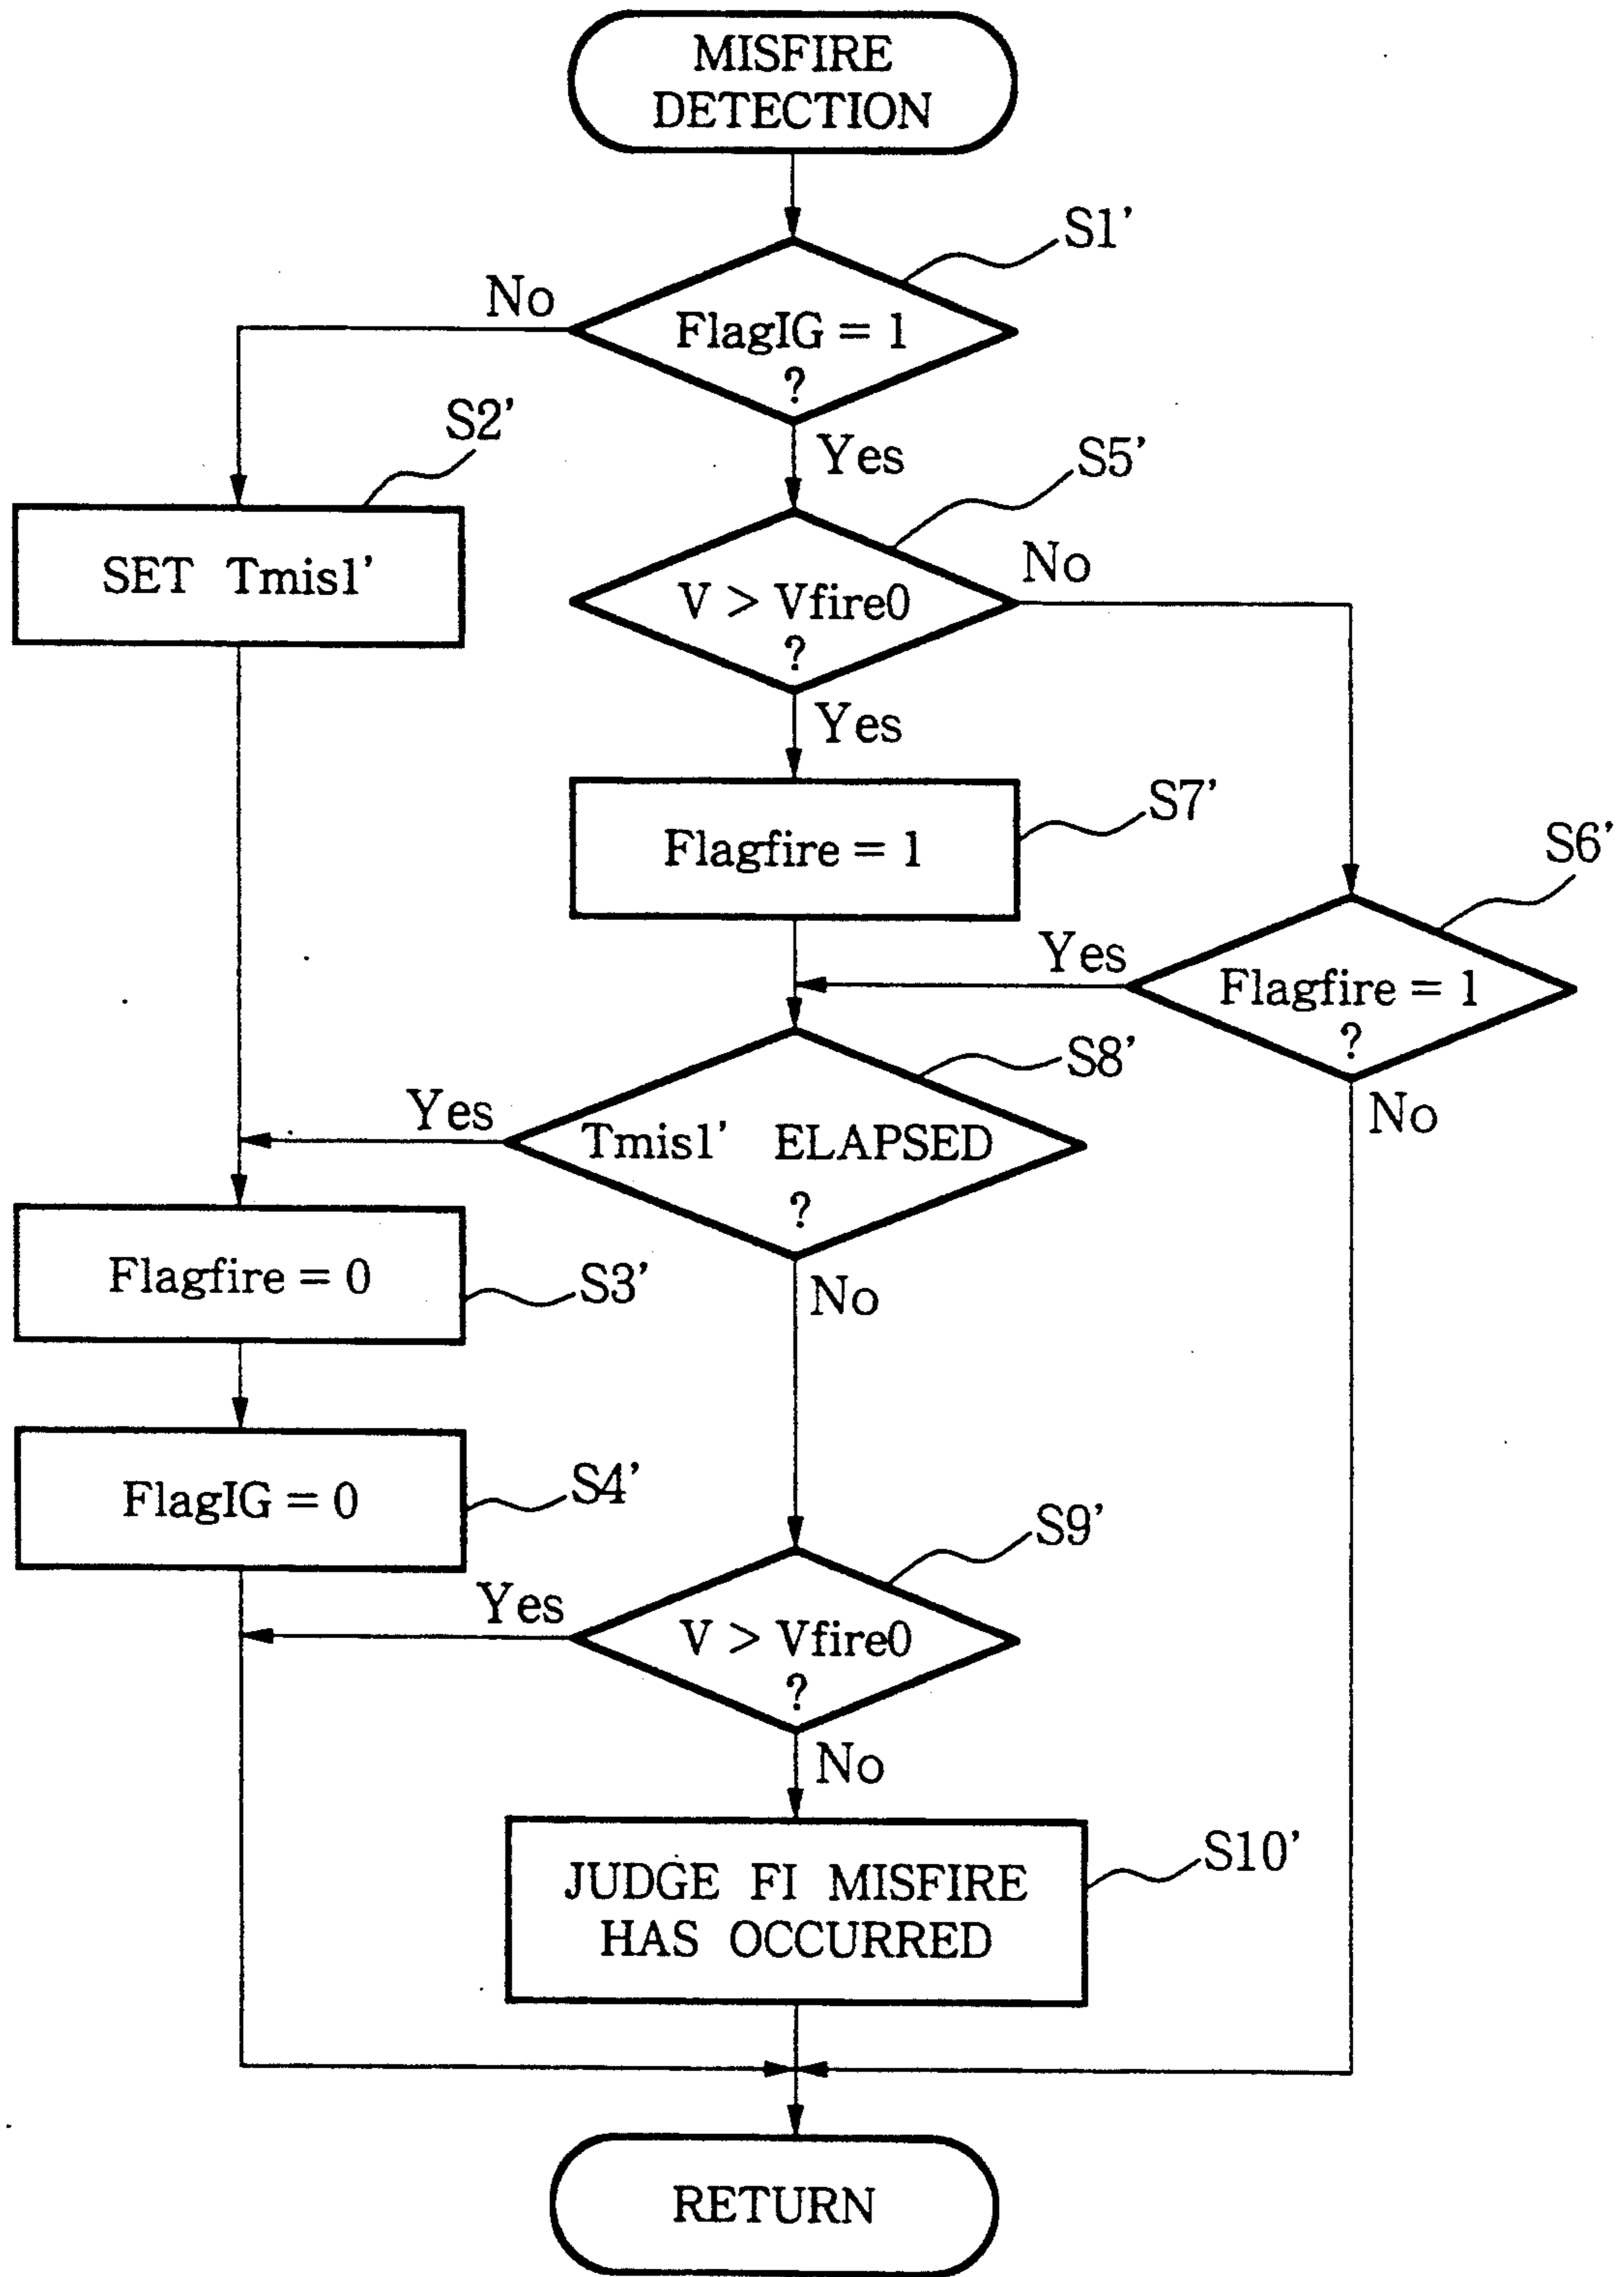 MISFIRE
DETECTION
S1'
No
FlagIG = 1
?
S2'
Yes
S5'
SET Tmis1'
No
V > Vfire0
?
Yes
S7'
Flagfire = 1
S6'
Yes
Flagfire = 1
?
S8'
No
Yes
Tmis1' ELAPSED
?
Flagfire = 0
S3'
No
FlagIG = 0
S4'
S9'
Yes
V > Vfire0
?
No
S10'
JUDGE FI MISFIRE
HAS OCCURRED
RETURN